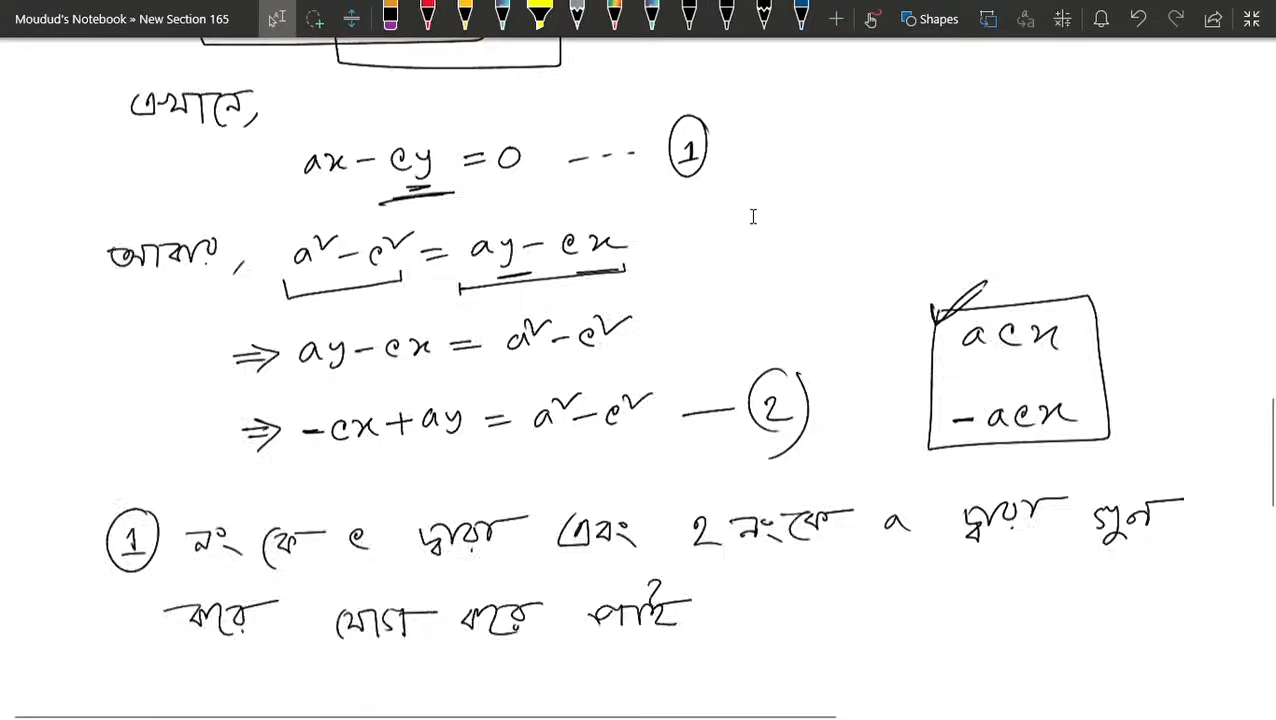 Moudud's Notebook » New Section 165
Shapes
এখানে,
ax - cy = 0 --- ①
আবার, a² - c² = ay - cx
⇒ ay - cx = a² - c²
⇒ -cx + ay = a² - c² — ②
acx
-acx
① নং কে c দ্বারা এবং 2 নংকে a দ্বারা গুন
করে যোগ করে পাই